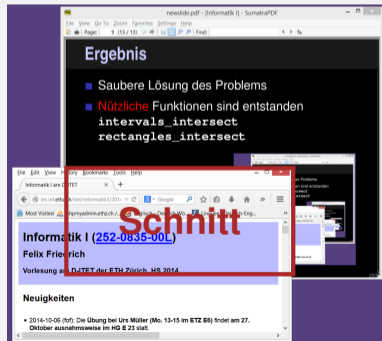 newslide.pdf - [Informatik I] - SumatraPDF
File View Go To Zoom Favorites Settings Help
Page: 9 (13 / 13) Find:
Ergebnis
Saubere Lösung des Problems
Nützliche Funktionen sind entstanden
intervals_intersect
rectangles_intersect
File Edit View History Bookmarks Tools Help
Informatik I am D-ITET
Google
Most Visited
Schnitt
Informatik I (252-0835-00L)
Felix Friedrich
Vorlesung am D-ITET der ETH Zürich, HS 2014
Neuigkeiten
2014-10-06 (fof): Die Übung bei Urs Müller (Mo. 13-15 im ETZ E6) findet am 27.
Oktober ausnahmsweise im HG E 23 statt.